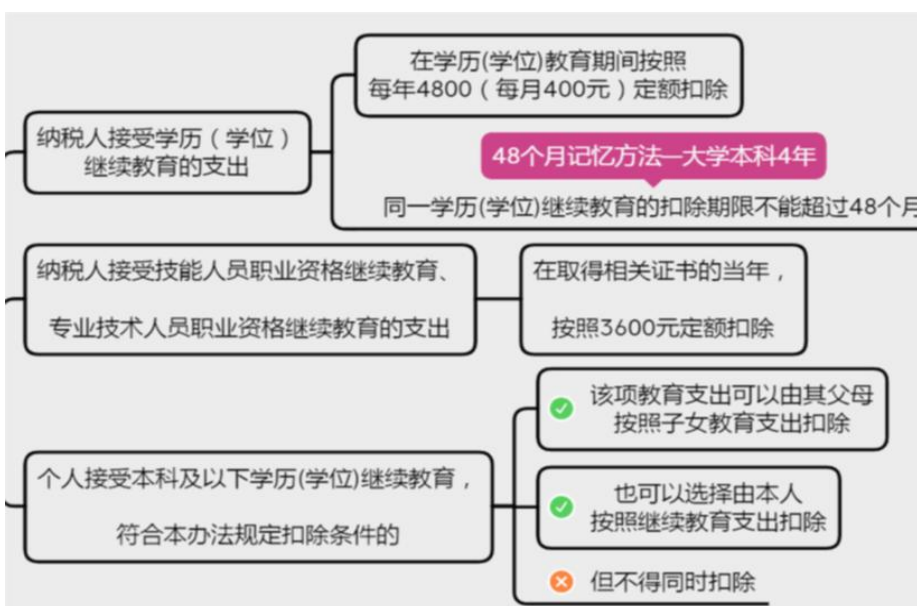 在学历(学位)教育期间按照
每年4800（每月400元）定额扣除
纳税人接受学历（学位）
继续教育的支出
48个月记忆方法—大学本科4年
同一学历(学位)继续教育的扣除期限不能超过48个月
纳税人接受技能人员职业资格继续教育、
专业技术人员职业资格继续教育的支出
在取得相关证书的当年，
按照3600元定额扣除
个人接受本科及以下学历(学位)继续教育，
符合本办法规定扣除条件的
该项教育支出可以由其父母
按照子女教育支出扣除
也可以选择由本人
按照继续教育支出扣除
但不得同时扣除